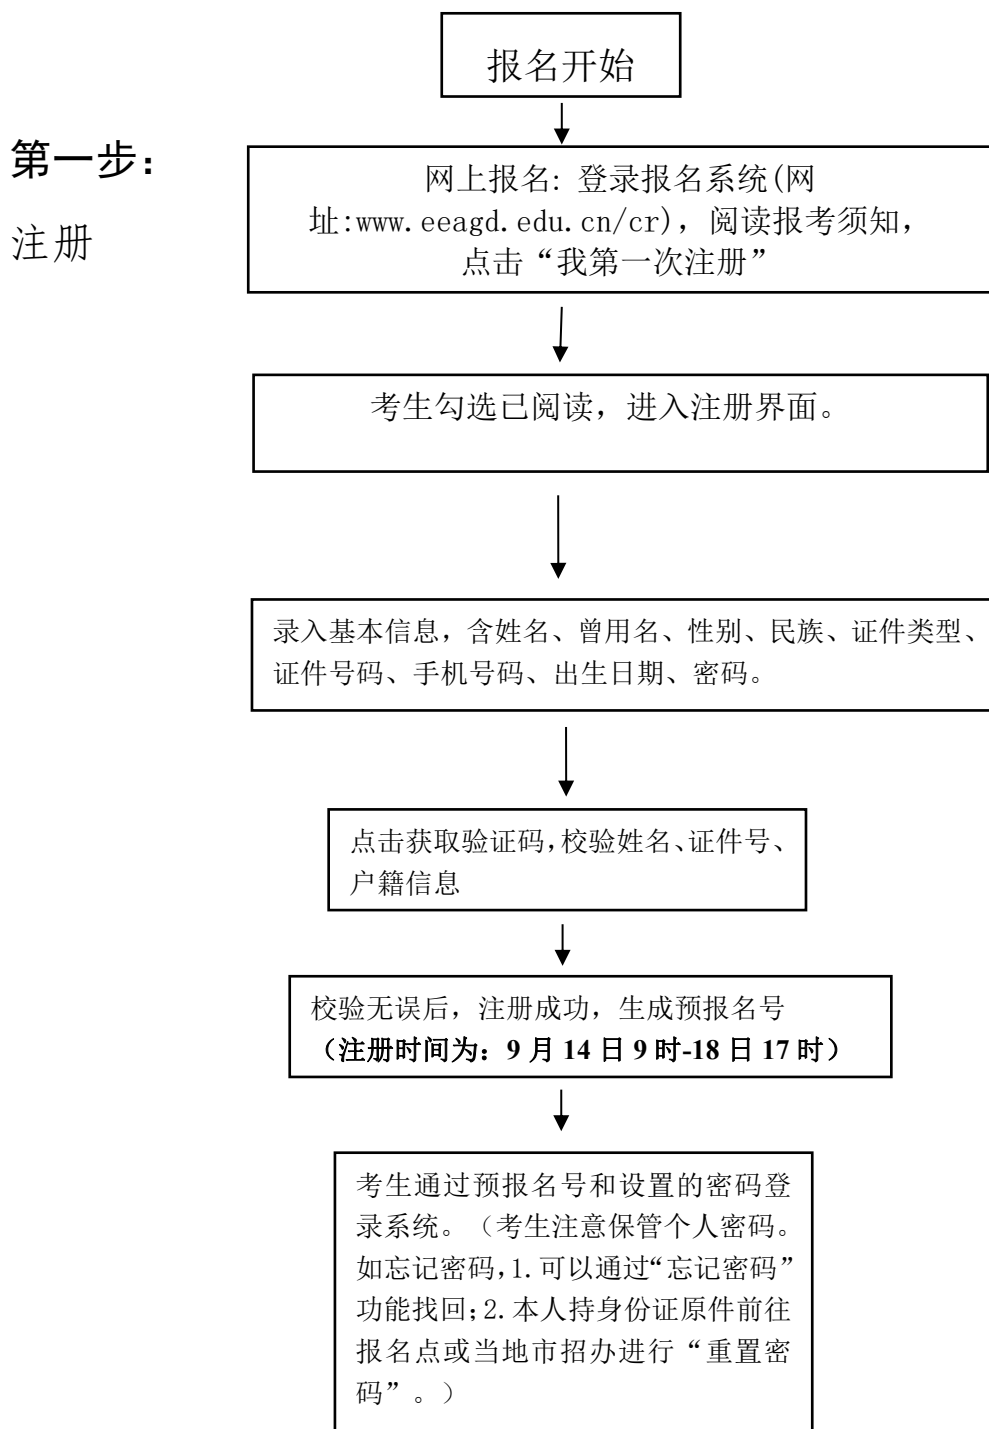 报名开始
第一步：
注册
网上报名: 登录报名系统(网
址:www.eeagd.edu.cn/cr)，阅读报考须知，
点击“我第一次注册”
考生勾选已阅读，进入注册界面。
录入基本信息，含姓名、曾用名、性别、民族、证件类型、
证件号码、手机号码、出生日期、密码。
点击获取验证码,校验姓名、证件号、
户籍信息
校验无误后，注册成功，生成预报名号
（注册时间为：9 月 14 日 9 时-18 日 17 时）
考生通过预报名号和设置的密码登
录系统。（考生注意保管个人密码。
如忘记密码,1.可以通过“忘记密码”
功能找回;2.本人持身份证原件前往
报名点或当地市招办进行“重置密
码”。）